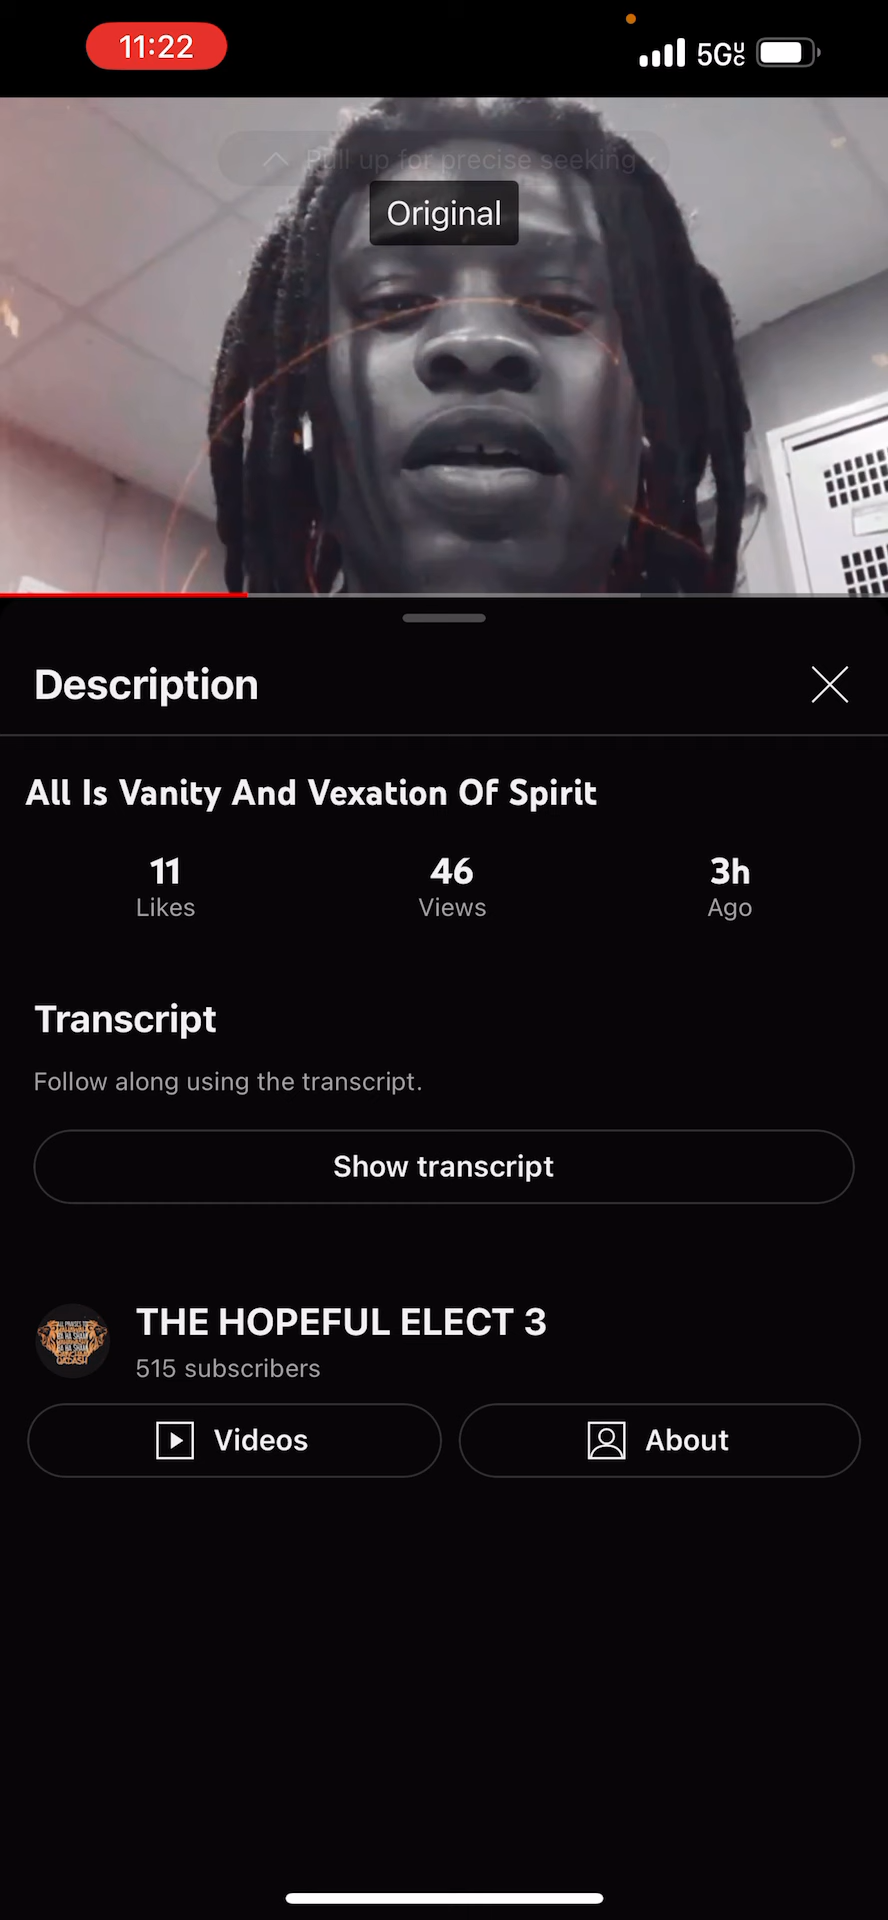 11:22
5GUC
Pull up for precise seeking
Original
Description
All Is Vanity And Vexation Of Spirit
11
46
3h
Likes
Views
Ago
Transcript
Follow along using the transcript.
Show transcript
THE HOPEFUL ELECT 3
515 subscribers
Videos
About